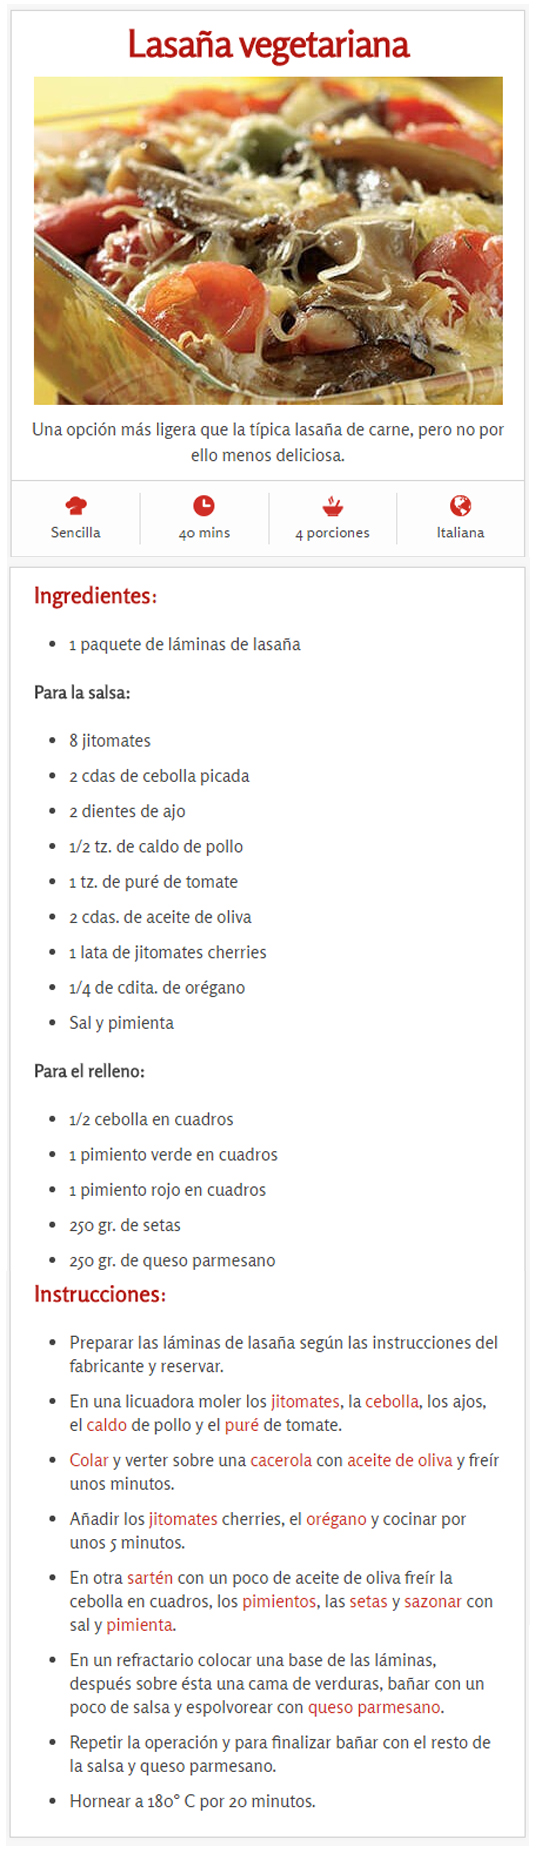 Lasaña vegetariana
Una opción más ligera que la típica lasaña de carne, pero no por
ello menos deliciosa.
Sencilla
40 mins
4 porciones
Italiana
Ingredientes:
• 1 paquete de láminas de lasaña
Para la salsa:
• 8 jitomates
• 2 cdas de cebolla picada
• 2 dientes de ajo
• 1/2 tz. de caldo de pollo
• 1 tz. de puré de tomate
• 2 cdas. de aceite de oliva
• 1 lata de jitomates cherries
• 1/4 de cdita. de orégano
• Sal y pimienta
Para el relleno:
• 1/2 cebolla en cuadros
• 1 pimiento verde en cuadros
• 1 pimiento rojo en cuadros
• 250 gr. de setas
• 250 gr. de queso parmesano
Instrucciones:
• Preparar las láminas de lasaña según las instrucciones del
fabricante y reservar.
• En una licuadora moler los jitomates, la cebolla, los ajos,
el caldo de pollo y el puré de tomate.
• Colar y verter sobre una cacerola con aceite de oliva y freír
unos minutos.
• Añadir los jitomates cherries, el orégano y cocinar por
unos 5 minutos.
• En otra sartén con un poco de aceite de oliva freír la
cebolla en cuadros, los pimientos, las setas y sazonar con
sal y pimienta.
• En un refractario colocar una base de las láminas,
después sobre ésta una cama de verduras, bañar con un
poco de salsa y espolvorear con queso parmesano.
• Repetir la operación y para finalizar bañar con el resto de
la salsa y queso parmesano.
• Hornear a 180° C por 20 minutos.